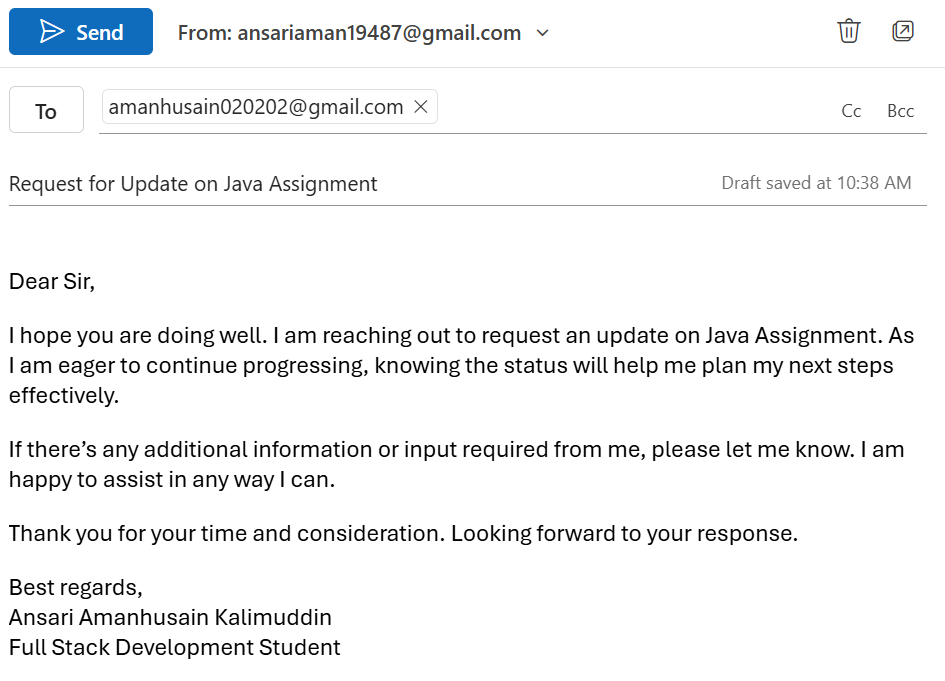 Send From: ansariaman19487@gmail.com
To amanhusain020202@gmail.com Cc Bcc
Request for Update on Java Assignment Draft saved at 10:38 AM
Dear Sir,
I hope you are doing well. I am reaching out to request an update on Java Assignment. As
I am eager to continue progressing, knowing the status will help me plan my next steps
effectively.
If there’s any additional information or input required from me, please let me know. I am
happy to assist in any way I can.
Thank you for your time and consideration. Looking forward to your response.
Best regards,
Ansari Amanhusain Kalimuddin
Full Stack Development Student